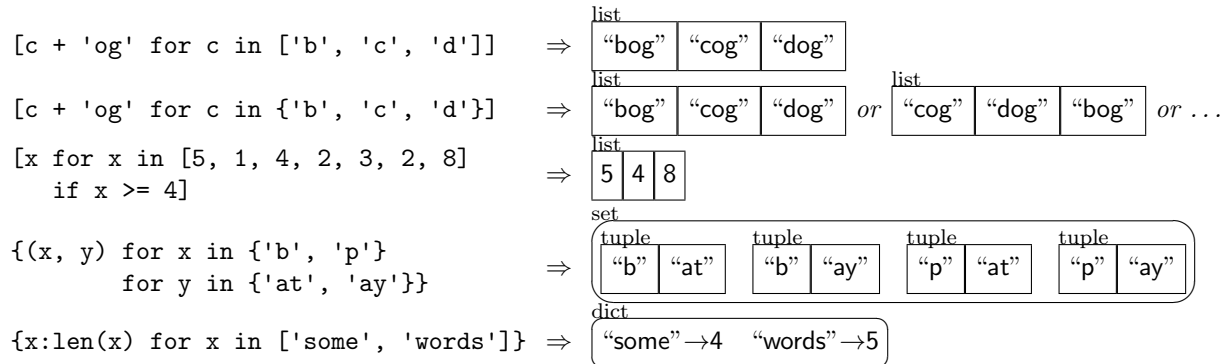 list
[c + 'og' for c in ['b', 'c', 'd']] ⇒ “bog” “cog” “dog”
list list
[c + 'og' for c in {'b', 'c', 'd'}] ⇒ “bog” “cog” “dog” or “cog” “dog” “bog” or ...
list
[x for x in [5, 1, 4, 2, 3, 2, 8]
if x >= 4] ⇒ 5 4 8
set
tuple tuple tuple tuple
{(x, y) for x in {'b', 'p'}
for y in {'at', 'ay'}} ⇒ “b” “at” “b” “ay” “p” “at” “p” “ay”
dict
{x:len(x) for x in ['some', 'words']} ⇒ “some”→4 “words”→5